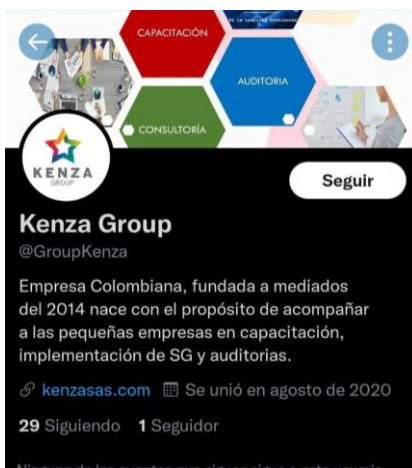 CAPACITACIÓN
AUDITORIA
CONSULTORÍA
KENZA
GROUP
Seguir
Kenza Group
@GroupKenza
Empresa Colombiana, fundada a mediados
del 2014 nace con el propósito de acompañar
a las pequeñas empresas en capacitación,
implementación de SG y auditorias.
kenzasas.com Se unió en agosto de 2020
29 Siguiendo 1 Seguidor